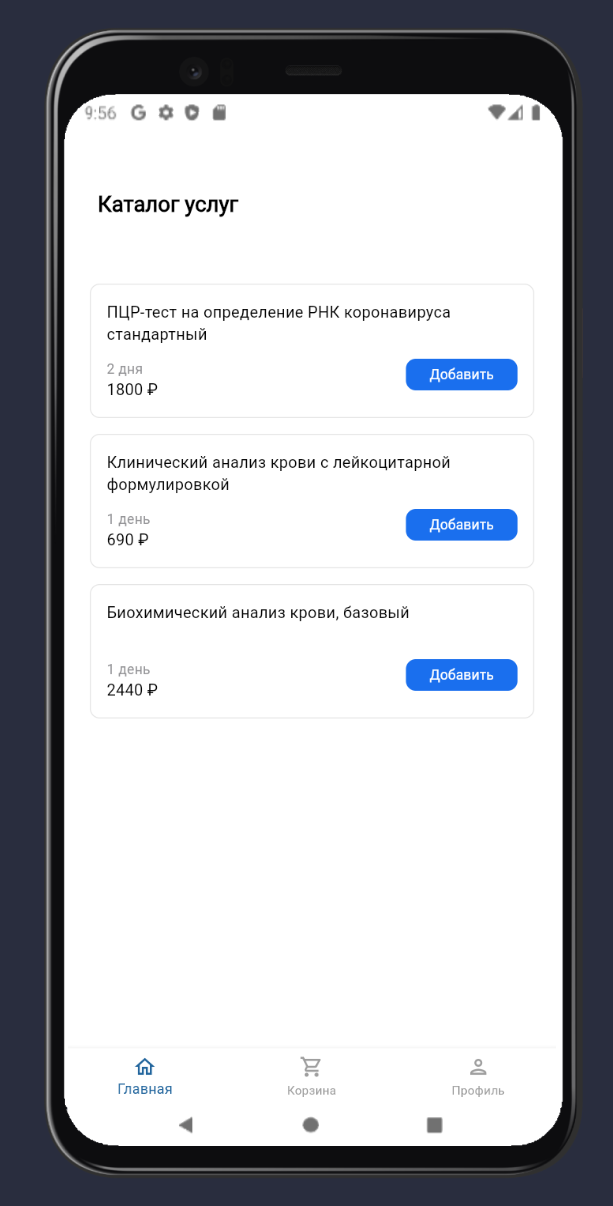 9:56
Каталог услуг
ПЦР-тест на определение РНК коронавируса
стандартный
2 дня
1800 ₽
Добавить
Клинический анализ крови с лейкоцитарной
формулировкой
1 день
690 ₽
Добавить
Биохимический анализ крови, базовый
1 день
2440 ₽
Добавить
Главная
Корзина
Профиль